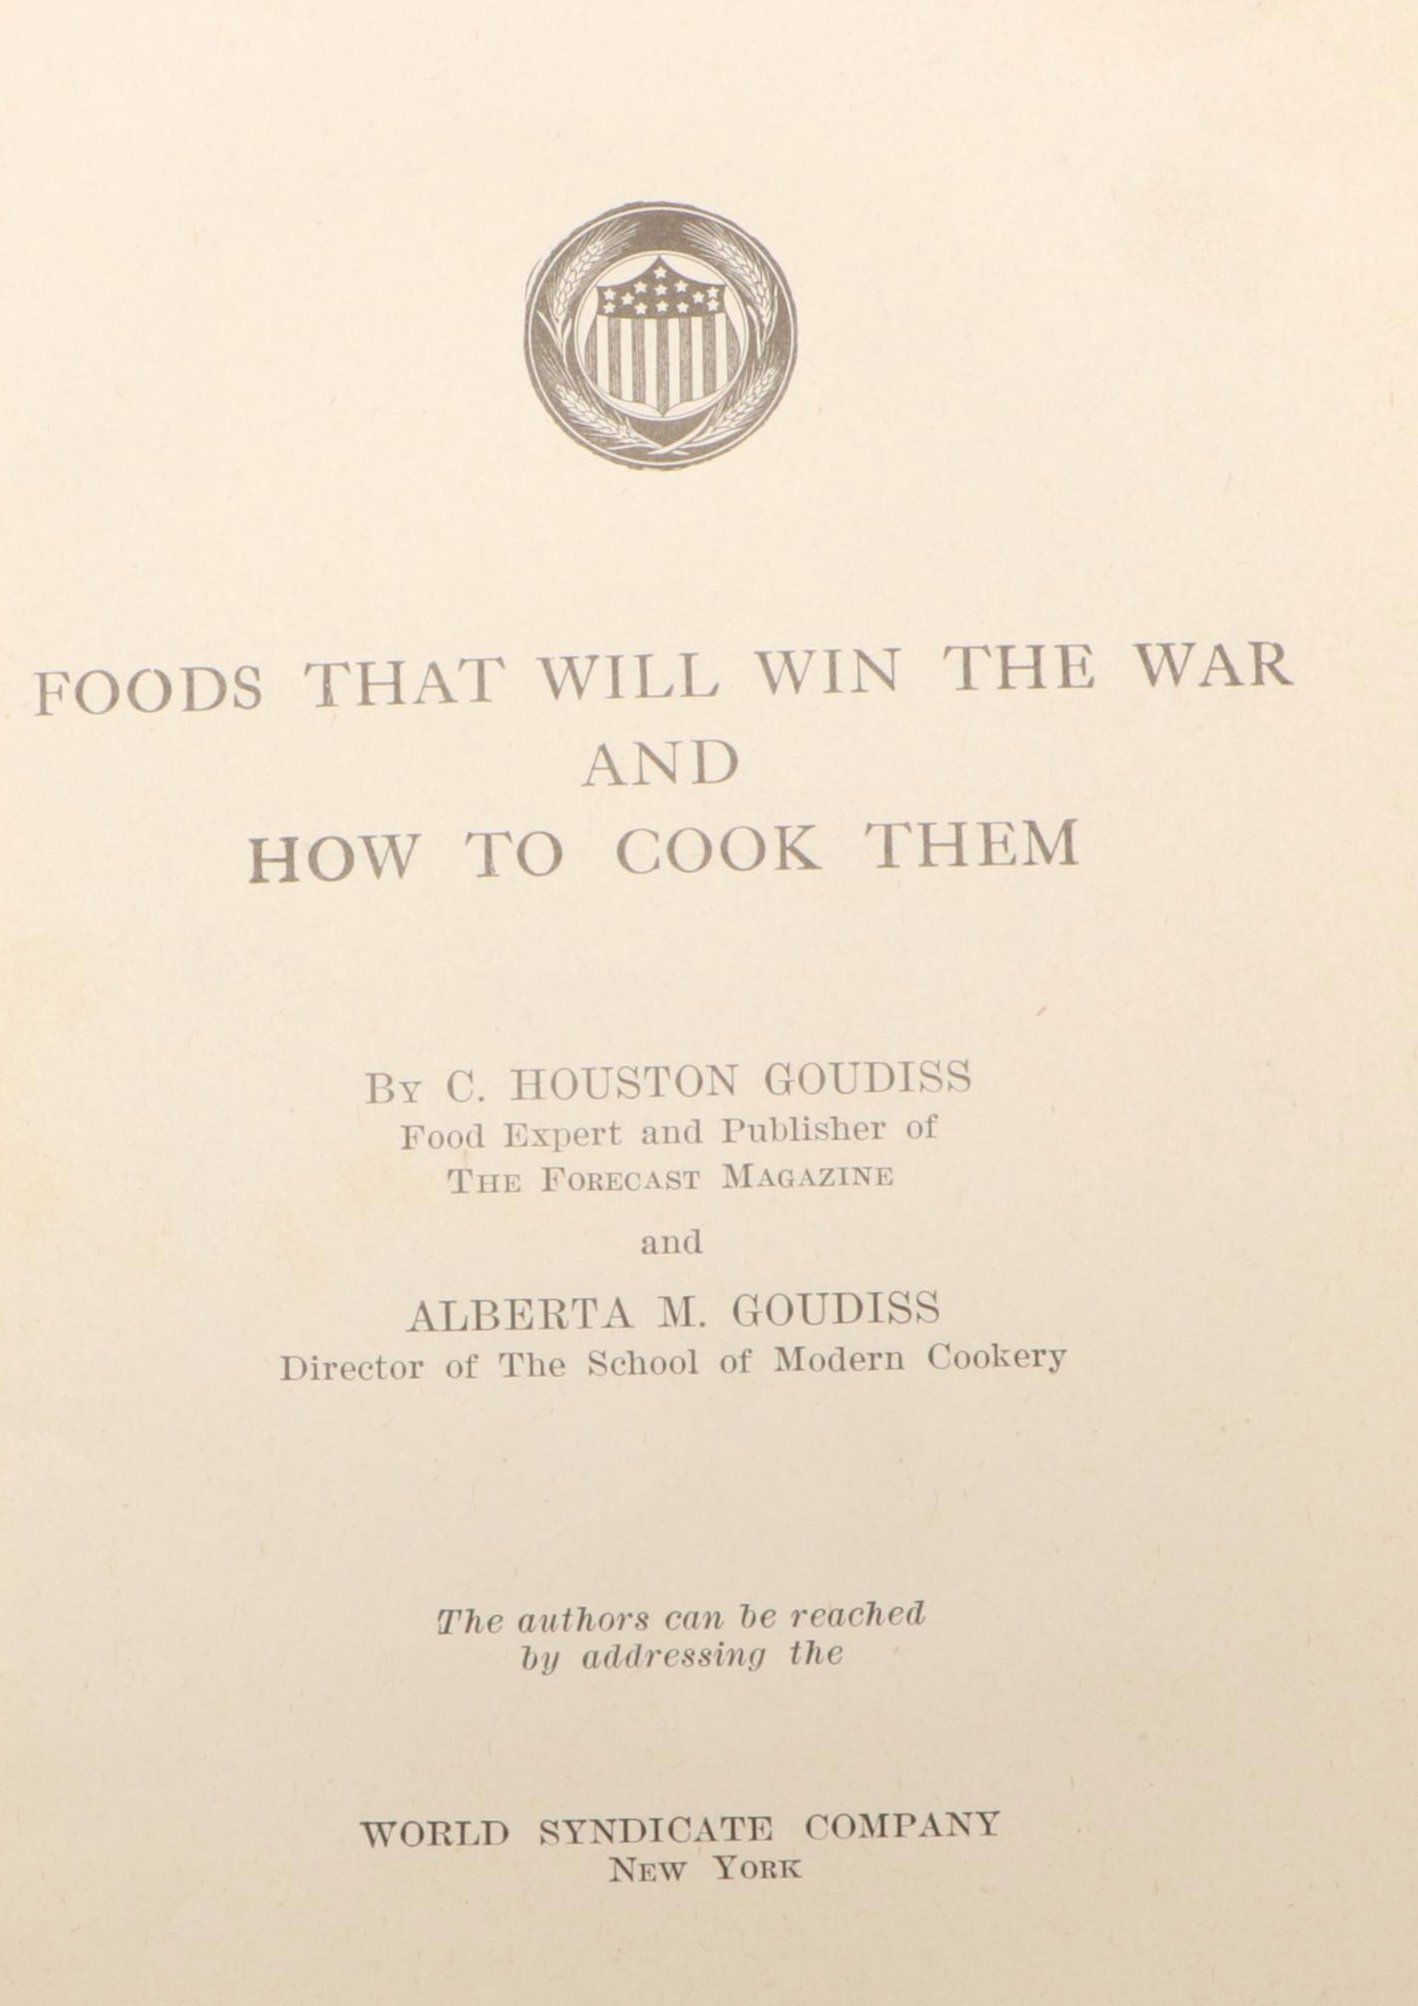 FOODS THAT WILL WIN THE WAR
AND
HOW TO COOK THEM
By C. HOUSTON GOUDISS
Food Expert and Publisher of
The Forecast Magazine
and
ALBERTA M. GOUDISS
Director of The School of Modern Cookery
The authors can be reached
by addressing the
WORLD SYNDICATE COMPANY
New York